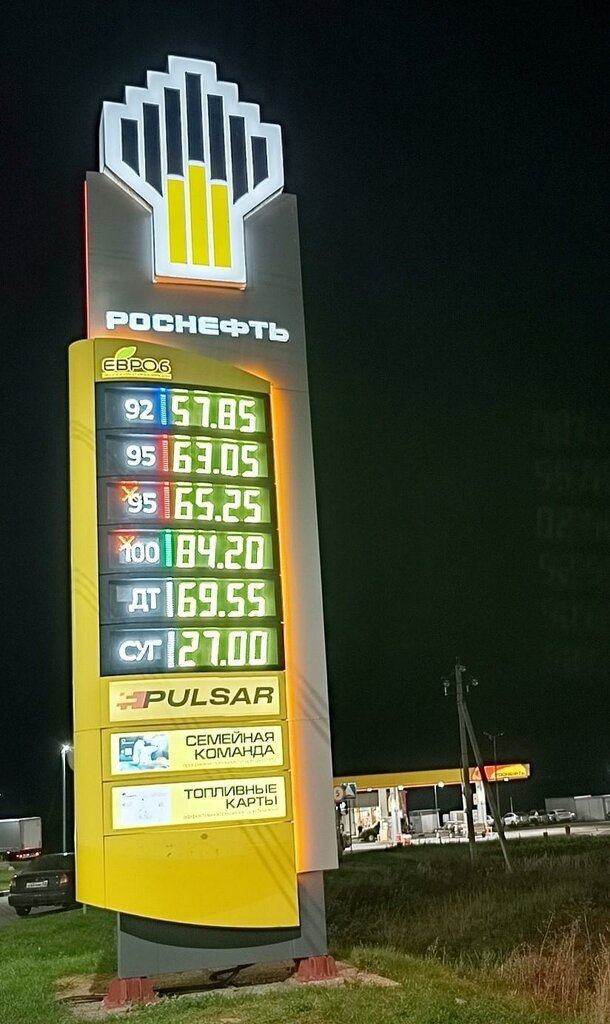 РОСНЕФТЬ
ЕВРО6
92 57.85
95 63.05
95 65.25
100 84.20
ДТ 69.55
СУГ 27.00
PULSAR
СЕМЕЙНАЯ
КОМАНДА
ТОПЛИВНЫЕ
КАРТЫ